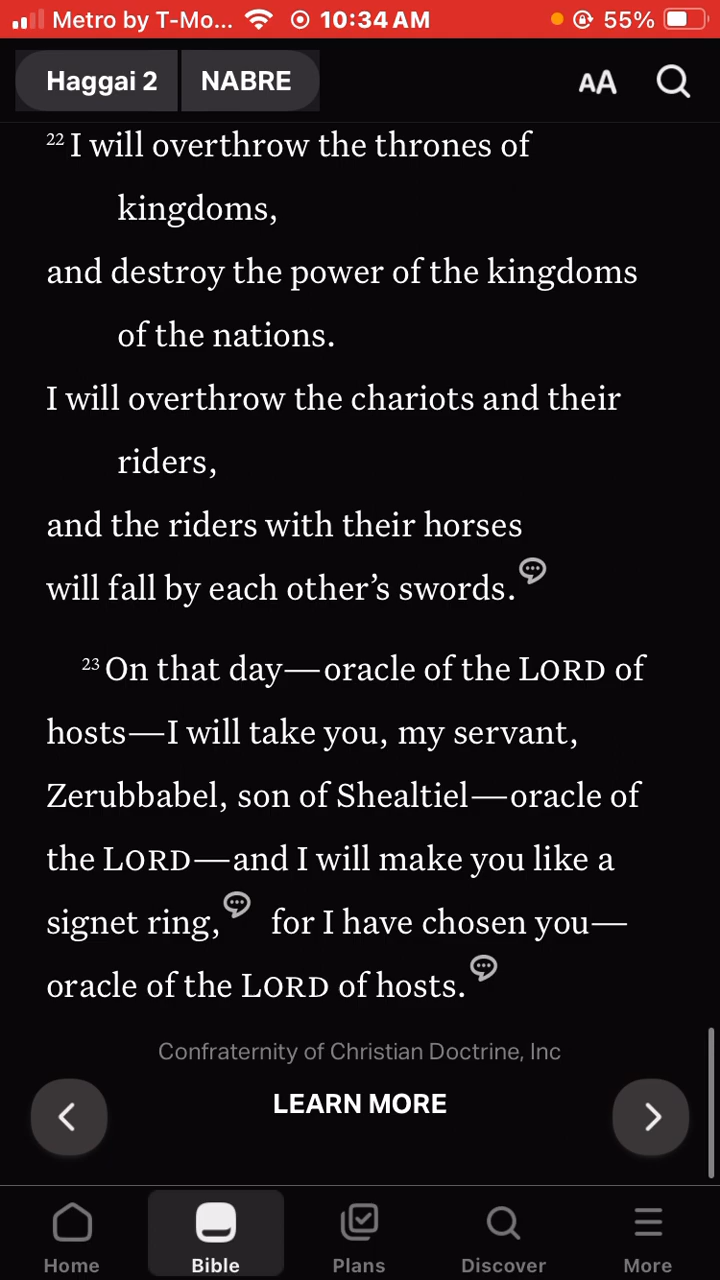 Metro by T-Mo... 10:34 AM 55%
Haggai 2 NABRE AA
22 I will overthrow the thrones of
kingdoms,
and destroy the power of the kingdoms
of the nations.
I will overthrow the chariots and their
riders,
and the riders with their horses
will fall by each other’s swords.
23 On that day—oracle of the LORD of
hosts—I will take you, my servant,
Zerubbabel, son of Shealtiel—oracle of
the LORD—and I will make you like a
signet ring, for I have chosen you—
oracle of the LORD of hosts.
Confraternity of Christian Doctrine, Inc
LEARN MORE
Home Bible Plans Discover More